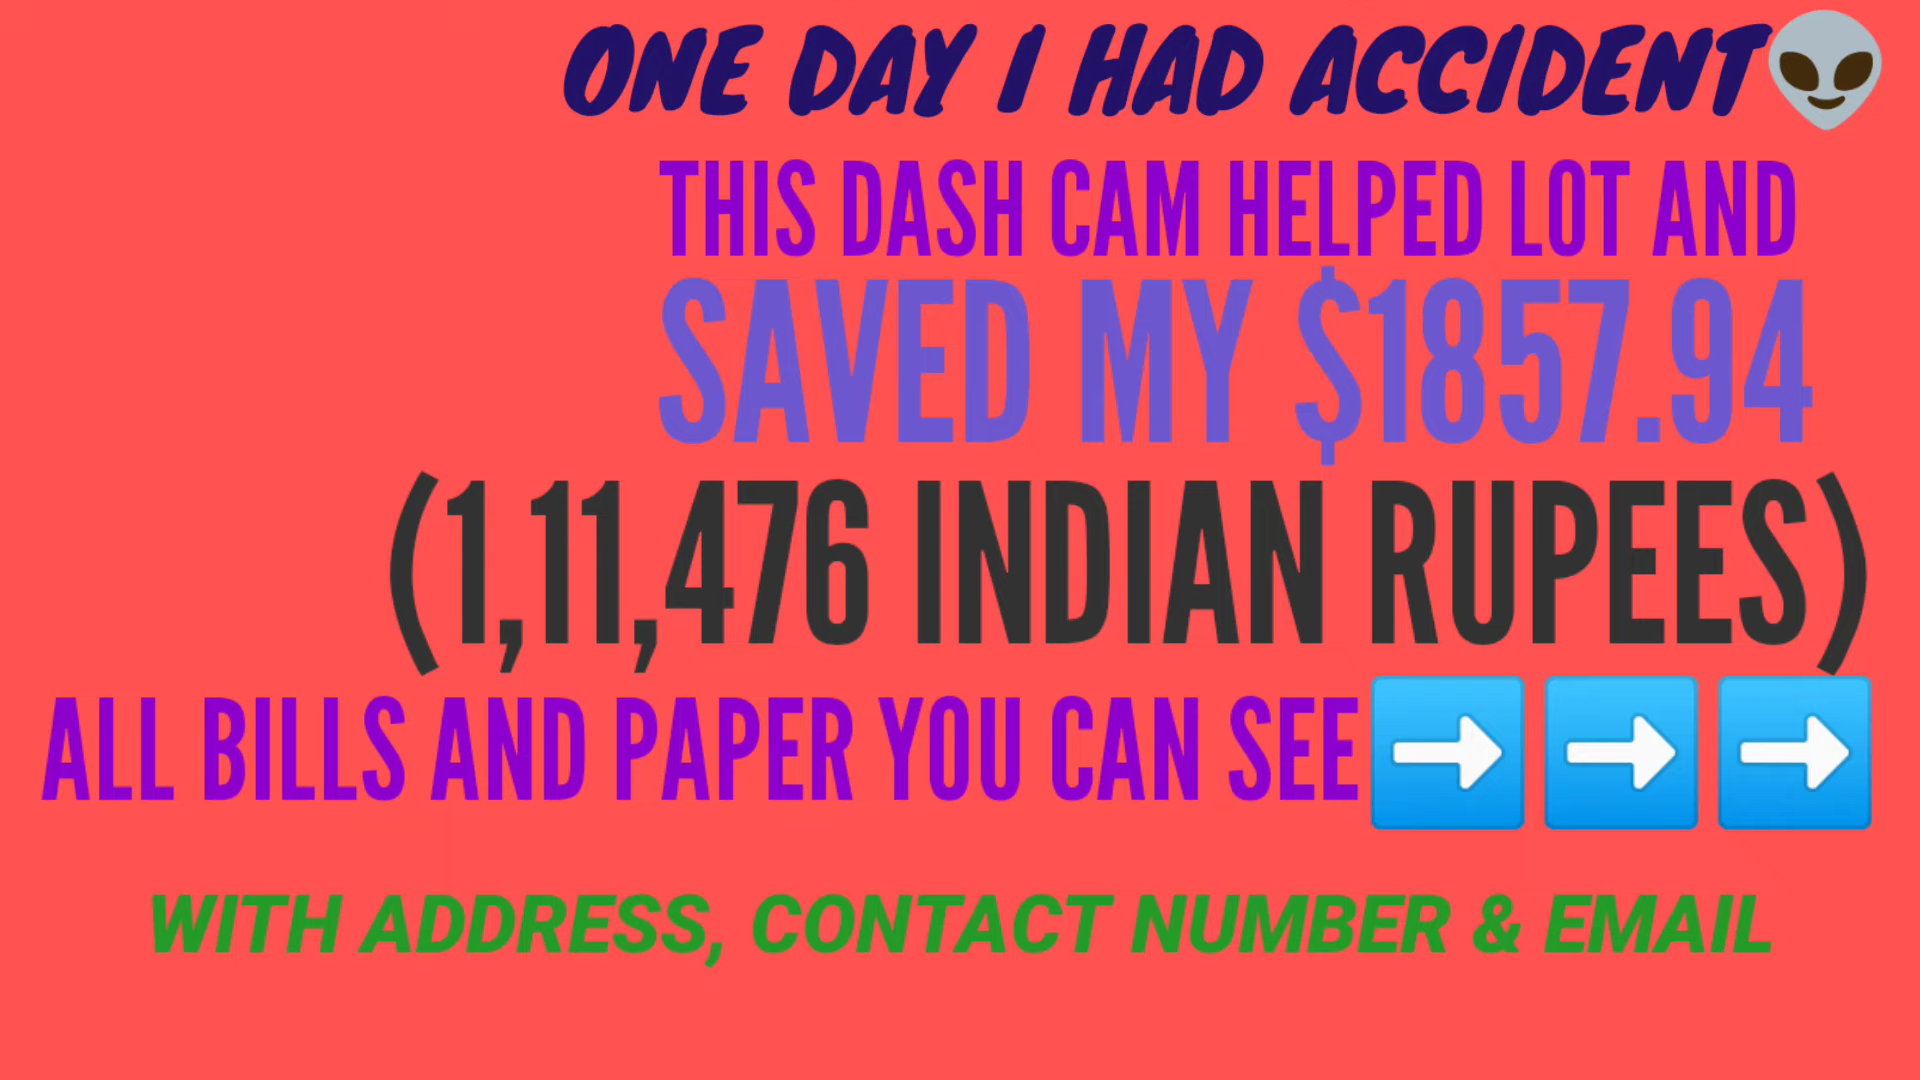 ONE DAY I HAD ACCIDENT👽
THIS DASH CAM HELPED LOT AND
SAVED MY $1857.94
(1,11,476 INDIAN RUPEES)
ALL BILLS AND PAPER YOU CAN SEE➡️➡️➡️
WITH ADDRESS, CONTACT NUMBER & EMAIL